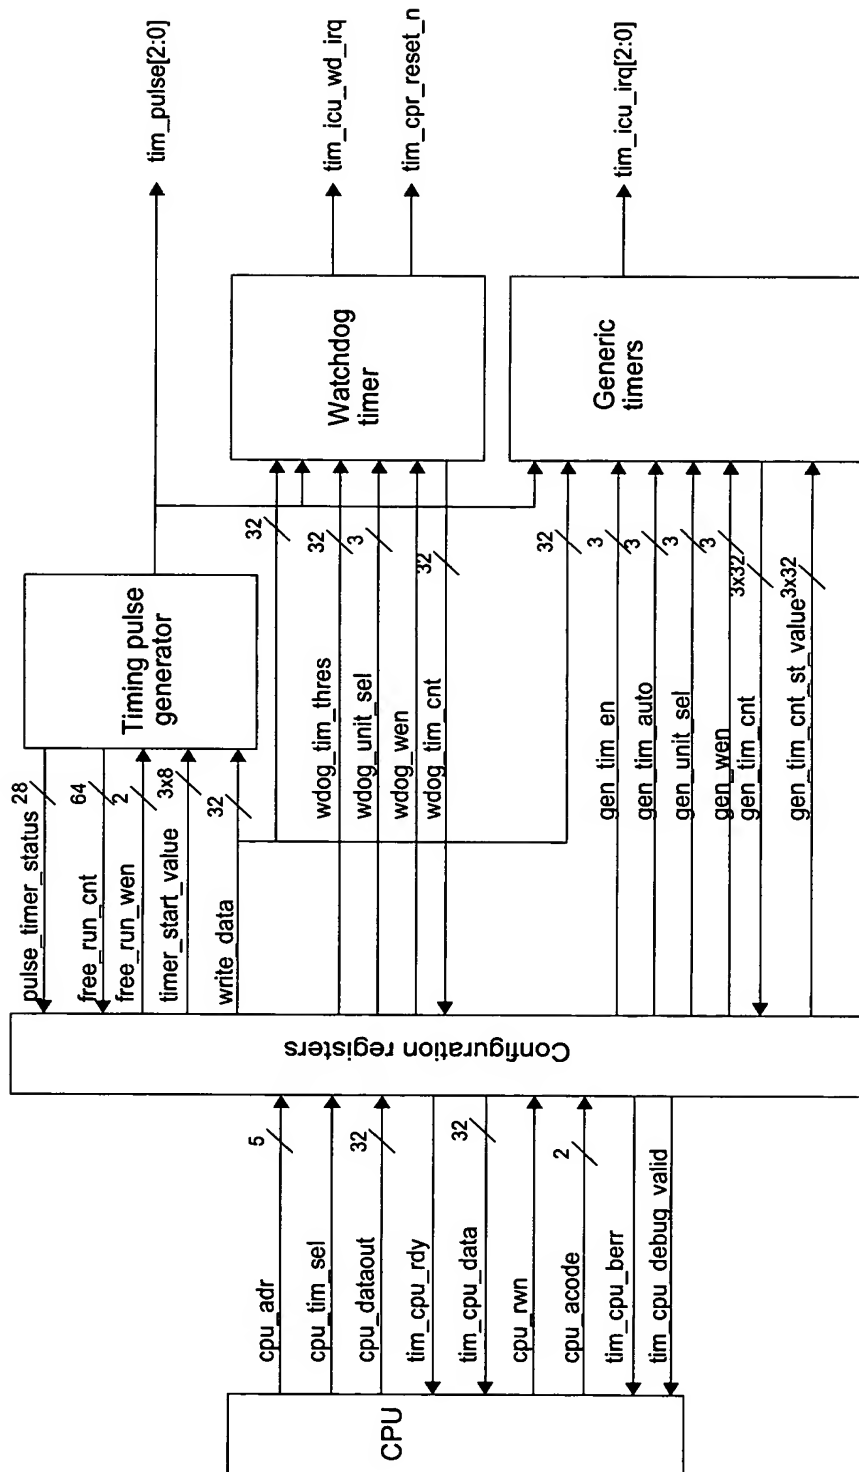 tim_pulse[2:0]
tim_icu_wd_irq
tim_cpr_reset_n
tim_icu_irq[2:0]
Timing pulse
generator
Watchdog
timer
Generic
timers
pulse_timer_status
28
free_run_cnt
64
free_run_wen
2
timer_start_value
3x8
write_data
32
32
wdog_tim_thres
32
wdog_unit_sel
3
wdog_wen
wdog_tim_cnt
32
32
gen_tim_en
3
gen_tim_auto
3
gen_unit_sel
3
gen_wen
3
gen_tim_cnt
3x32
gen_tim_cnt_st_value
3x32
Configuration registers
cpu_adr
5
cpu_tim_sel
cpu_dataout
32
tim_cpu_rdy
tim_cpu_data
32
cpu_rwn
cpu_acode
2
tim_cpu_berr
tim_cpu_debug_valid
CPU